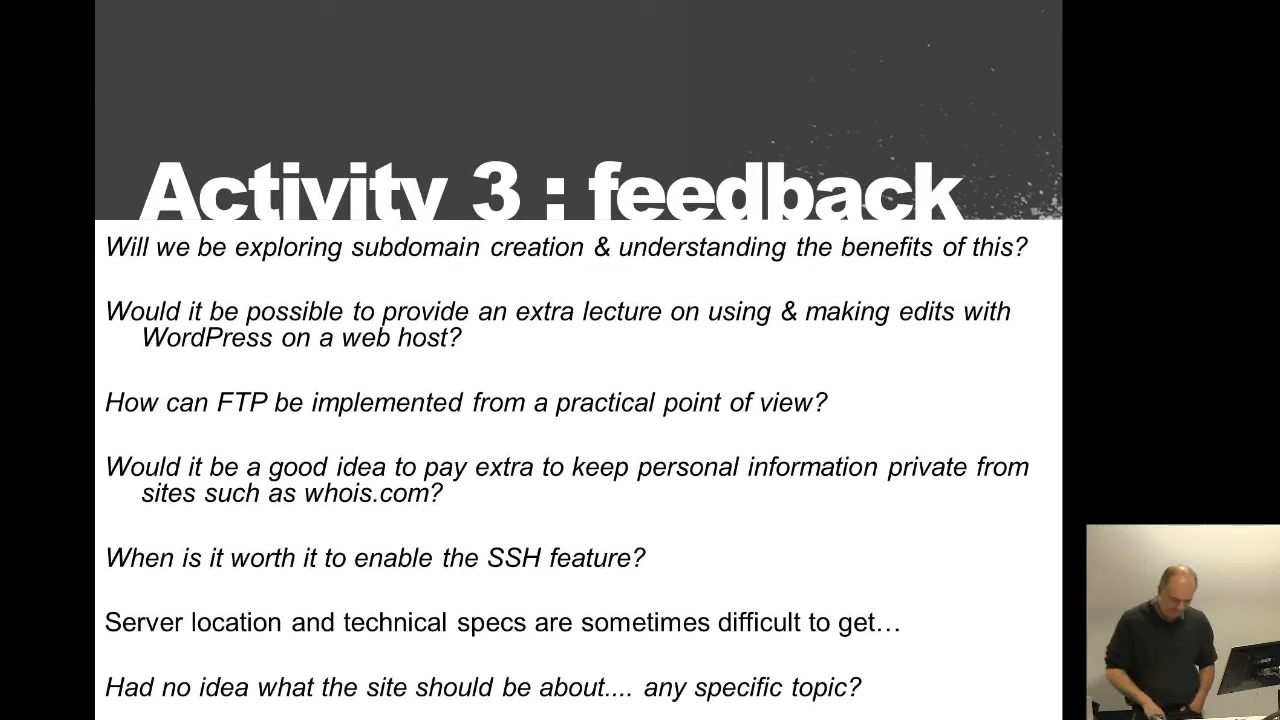 Activity 3 : feedback
Will we be exploring subdomain creation & understanding the benefits of this?
Would it be possible to provide an extra lecture on using & making edits with
WordPress on a web host?
How can FTP be implemented from a practical point of view?
Would it be a good idea to pay extra to keep personal information private from
sites such as whois.com?
When is it worth it to enable the SSH feature?
Server location and technical specs are sometimes difficult to get…
Had no idea what the site should be about.... any specific topic?